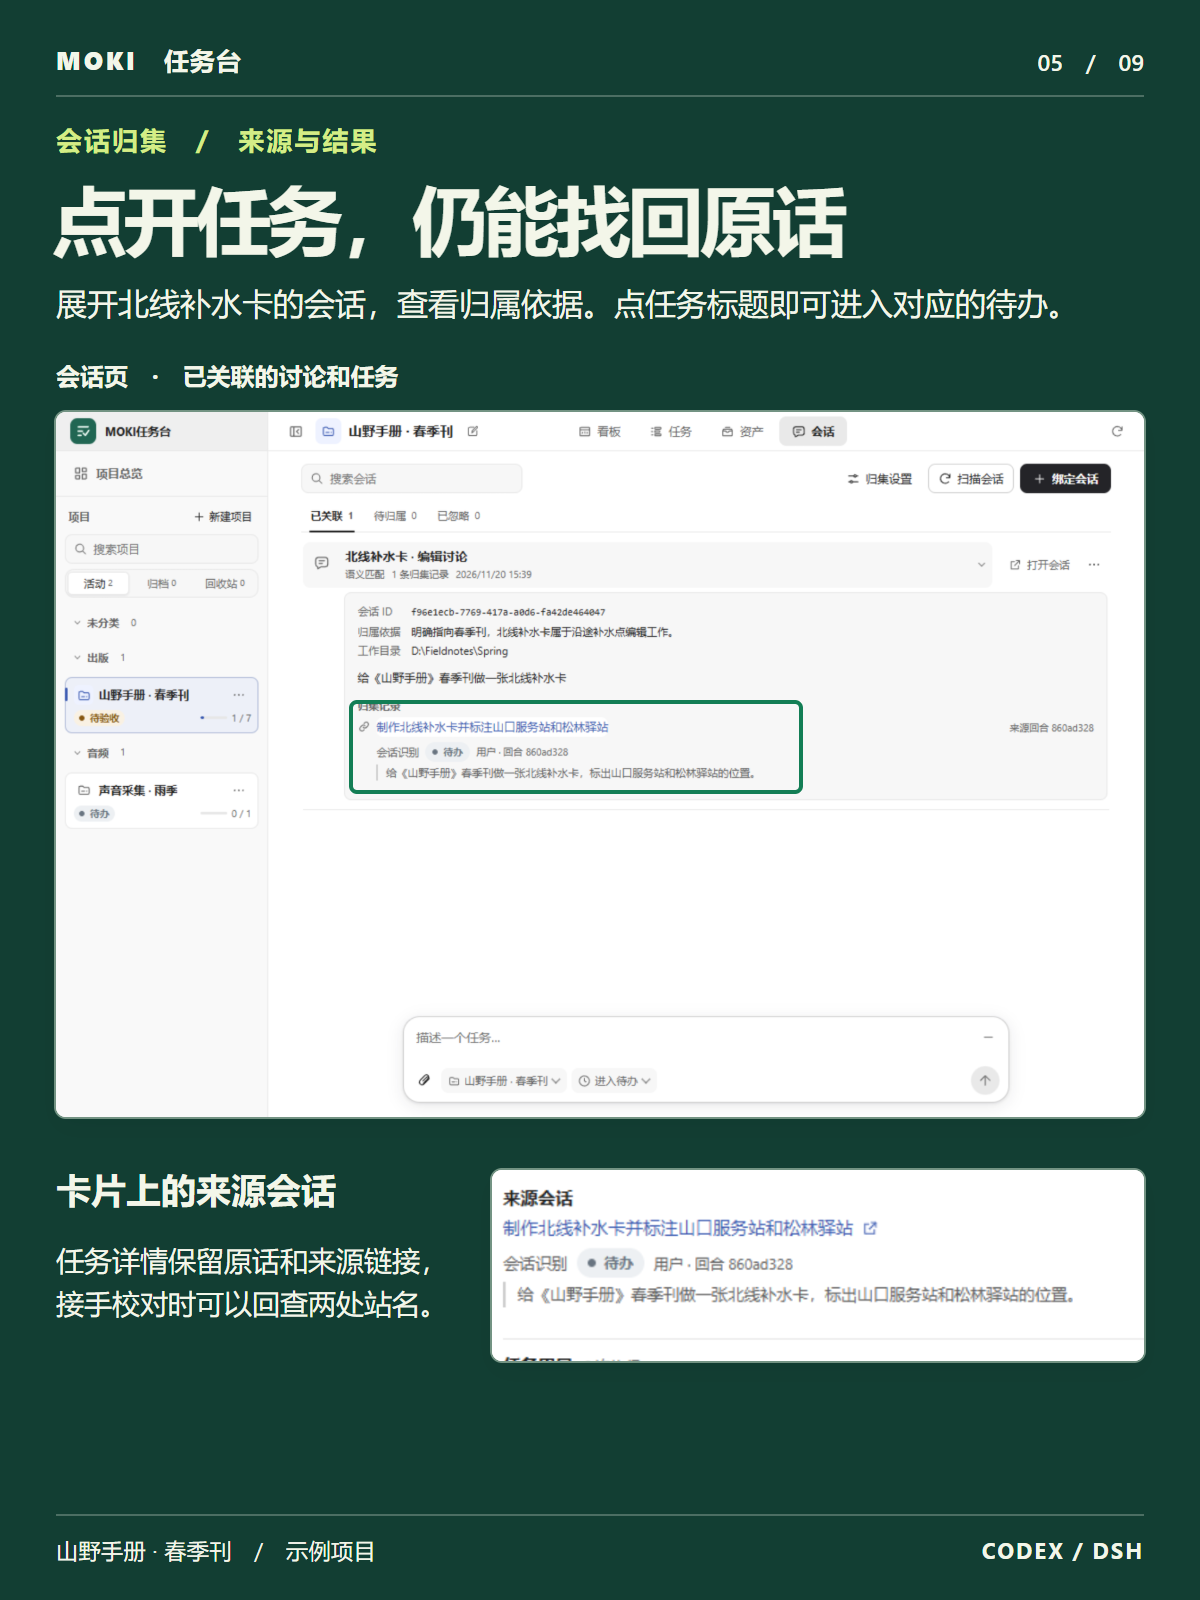 MOKI 任务台
05 / 09
会话归集 / 来源与结果
点开任务，仍能找回原话
展开北线补水卡的会话，查看归属依据。点任务标题即可进入对应的待办。
会话页 · 已关联的讨论和任务
MOKI任务台
山野手册 · 春季刊
看板 任务 资产 会话
项目总览
搜索会话
归集设置 扫描会话 + 绑定会话
项目 + 新建项目
已关联 1 待归属 0 已忽略 0
搜索项目
活动 2 归档 0 回收站 0
未分类 0
出版 1
山野手册 · 春季刊 ...
待验收 1 / 7
音频 1
声音采集 · 雨季 ...
待办 0 / 1
北线补水卡 · 编辑讨论
语义匹配 1 条归集记录 2026/11/20 15:39
打开会话 ...
会话 ID f96e1ecb-7769-417a-a0d6-fa42de464047
归属依据 明确指向春季刊，北线补水卡属于沿途补水点编辑工作。
工作目录 D:\Fieldnotes\Spring
给《山野手册》春季刊做一张北线补水卡
归集记录
制作北线补水卡并标注山口服务站和松林驿站
来源回合 860ad328
会话识别 待办 用户 · 回合 860ad328
给《山野手册》春季刊做一张北线补水卡，标出山口服务站和松林驿站的位置。
描述一个任务...
山野手册 · 春季刊 进入待办
卡片上的来源会话
任务详情保留原话和来源链接，
接手校对时可以回查两处站名。
来源会话
制作北线补水卡并标注山口服务站和松林驿站
会话识别 待办 用户 · 回合 860ad328
给《山野手册》春季刊做一张北线补水卡，标出山口服务站和松林驿站的位置。
山野手册 · 春季刊 / 示例项目
CODEX / DSH